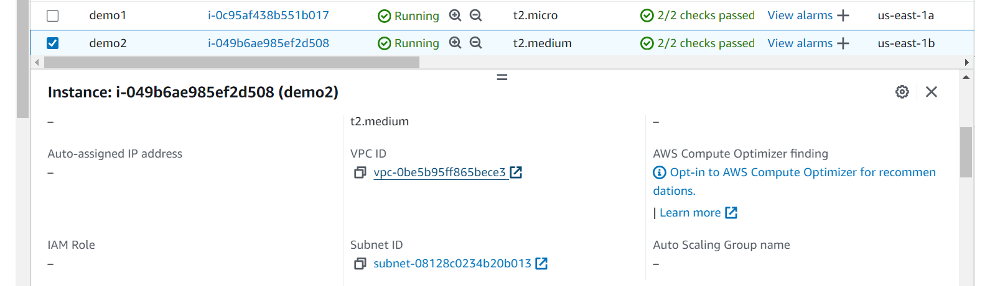 demo1 i-0c95af438b551b017 Running t2.micro 2/2 checks passed View alarms + us-east-1a
demo2 i-049b6ae985ef2d508 Running t2.medium 2/2 checks passed View alarms + us-east-1b
Instance: i-049b6ae985ef2d508 (demo2)
– t2.medium –
Auto-assigned IP address VPC ID AWS Compute Optimizer finding
– vpc-0be5b95ff865bece3 Opt-in to AWS Compute Optimizer for recommen
dations.
| Learn more
IAM Role Subnet ID Auto Scaling Group name
– subnet-08128c0234b20b013 –